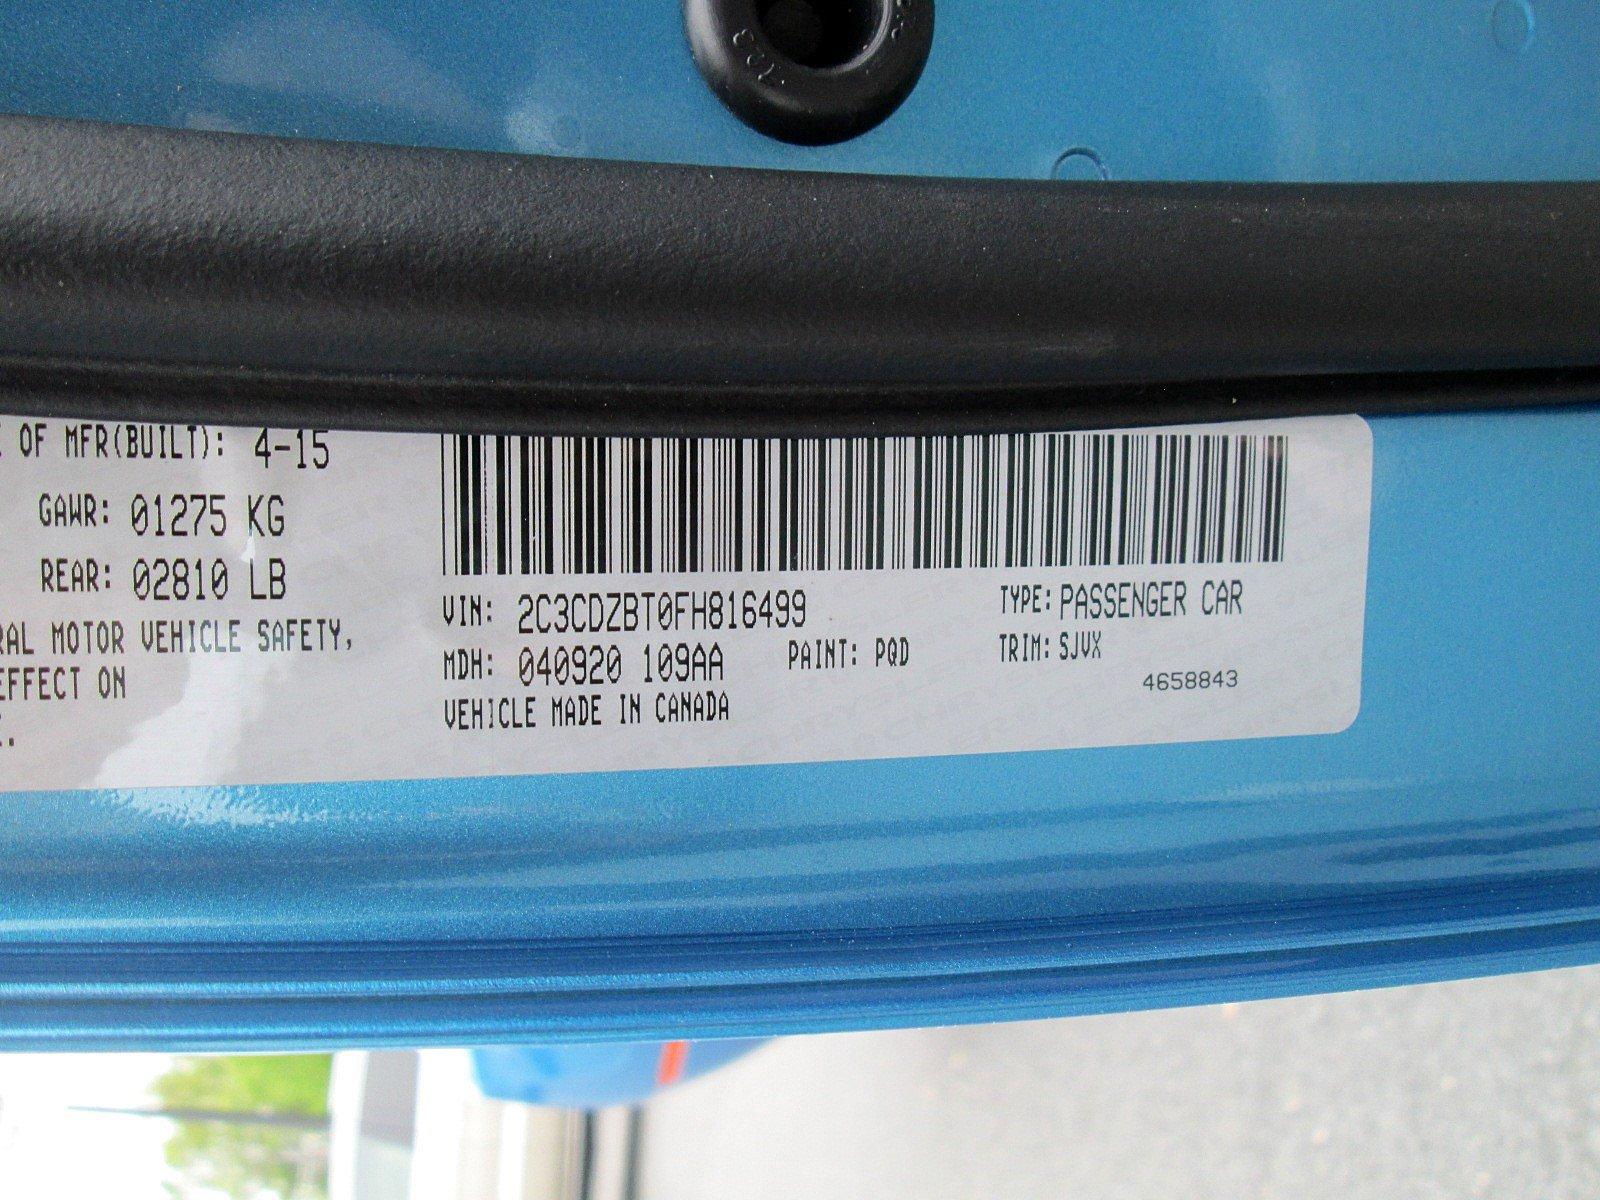 OF MFR(BUILT): 4-15
GAWR: 01275 KG
REAR: 02810 LB
RAL MOTOR VEHICLE SAFETY,
EFFECT ON
VIN: 2C3CDZBT0FH816499
TYPE: PASSENGER CAR
MDH: 040920 109AA
PAINT: PQD
TRIM: SJVX
VEHICLE MADE IN CANADA
4658843